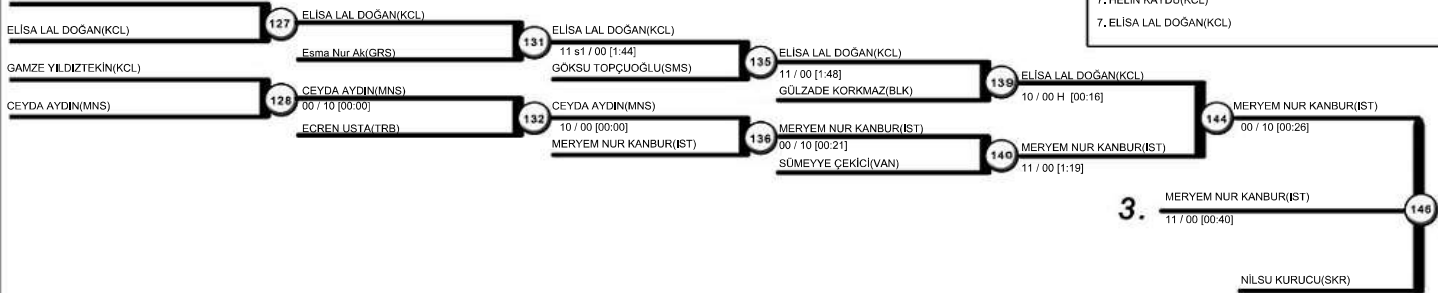 7. HELİN KAYDU(KCL)
7. ELİSA LAL DOĞAN(KCL)
ELİSA LAL DOĞAN(KCL)
127
ELİSA LAL DOĞAN(KCL)
Esma Nur Ak(GRS)
131
ELİSA LAL DOĞAN(KCL)
11 s1 / 00 [1:44]
GÖKSU TOPÇUOĞLU(SMS)
135
ELİSA LAL DOĞAN(KCL)
11 / 00 [1:48]
GÜLZADE KORKMAZ(BLK)
139
ELİSA LAL DOĞAN(KCL)
10 / 00 H [00:16]
GAMZE YILDIZTEKİN(KCL)
CEYDA AYDIN(MNS)
128
CEYDA AYDIN(MNS)
00 / 10 [00:00]
ECREN USTA(TRB)
132
CEYDA AYDIN(MNS)
10 / 00 [00:00]
MERYEM NUR KANBUR(IST)
136
MERYEM NUR KANBUR(IST)
00 / 10 [00:21]
SÜMEYYE ÇEKİCİ(VAN)
140
MERYEM NUR KANBUR(IST)
11 / 00 [1:19]
144
MERYEM NUR KANBUR(IST)
00 / 10 [00:26]
3.
MERYEM NUR KANBUR(IST)
11 / 00 [00:40]
146
NİLSU KURUCU(SKR)